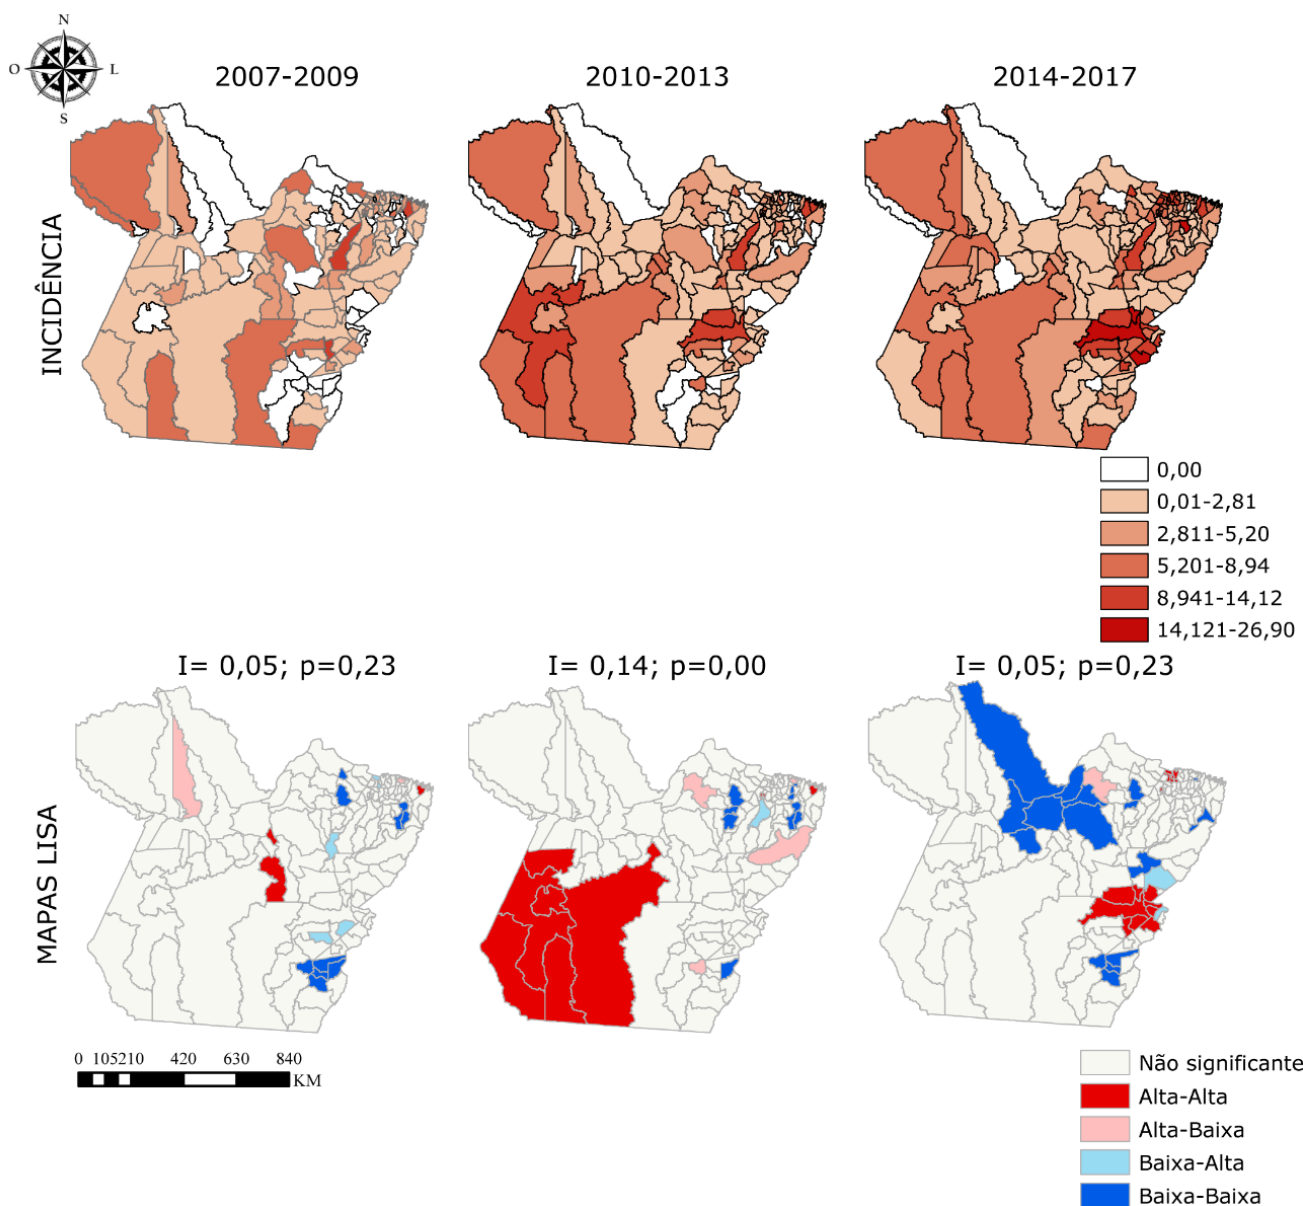 N
O
L
S
2007-2009
2010-2013
2014-2017
INCIDÊNCIA
0,00
0,01-2,81
2,811-5,20
5,201-8,94
8,941-14,12
14,121-26,90
I= 0,05; p=0,23
I= 0,14; p=0,00
I= 0,05; p=0,23
MAPAS LISA
0 105210 420 630 840
KM
Não significante
Alta-Alta
Alta-Baixa
Baixa-Alta
Baixa-Baixa